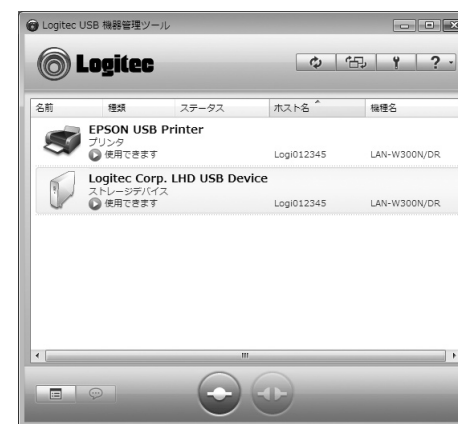 Logitec USB 機器管理ツール
Logitec
?
名前 種類 ステータス ホスト名 機種名
EPSON USB Printer
プリンタ
使用できます Logi012345 LAN-W300N/DR
Logitec Corp. LHD USB Device
ストレージデバイス
使用できます Logi012345 LAN-W300N/DR